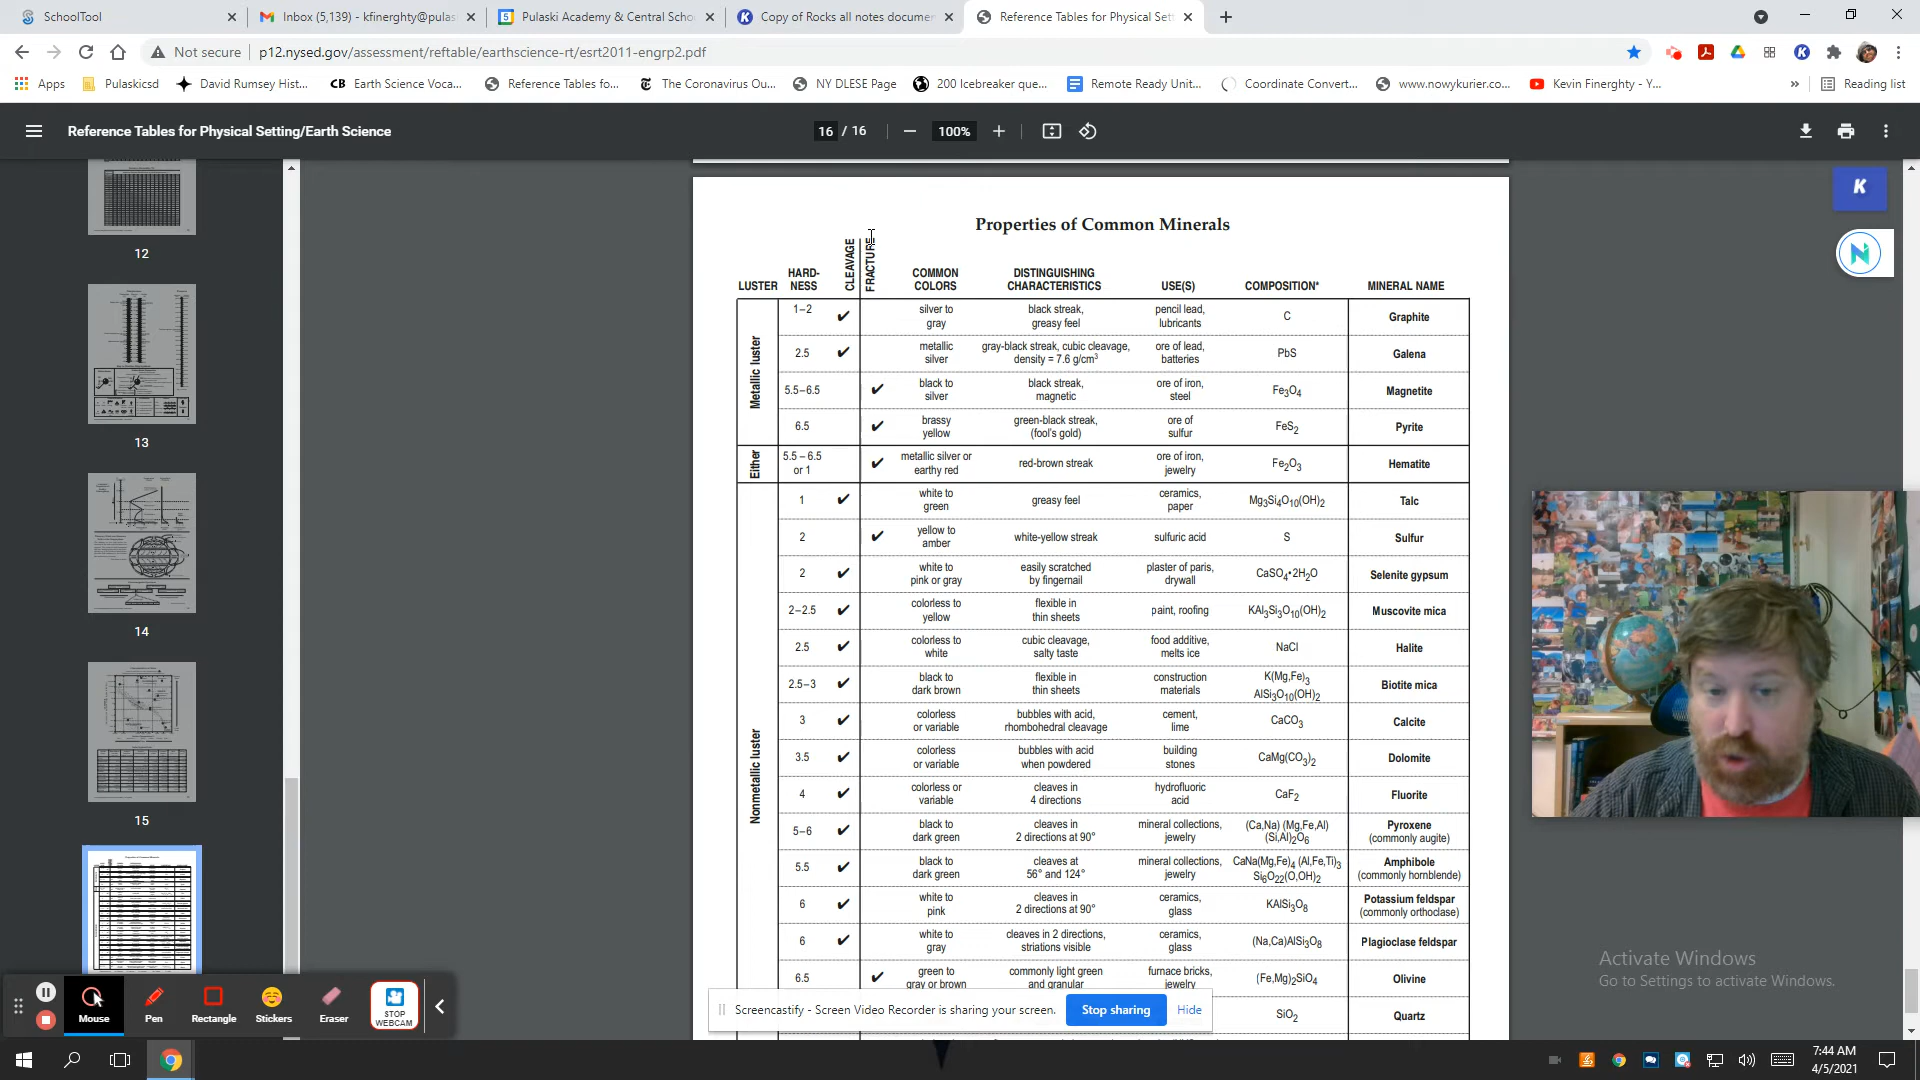 SchoolTool
Inbox (5,139) - kfinerghty@pulas
Pulaski Academy & Central Scho
Copy of Rocks all notes documen
Reference Tables for Physical Set
Not secure
p12.nysed.gov/assessment/reftable/earthscience-rt/esrt2011-engrp2.pdf
Apps
Pulaskicsd
David Rumsey Hist...
CB Earth Science Voca...
Reference Tables fo...
The Coronavirus Ou...
NY DLESE Page
200 Icebreaker que...
Remote Ready Unit...
Coordinate Convert...
www.nowykurier.co...
Kevin Finerghty - Y...
»
Reading list
Reference Tables for Physical Setting/Earth Science
16 / 16
100%
12
13
14
15
Properties of Common Minerals
LUSTER
HARD-
NESS
CLEAVAGE
FRACTURE
COMMON
COLORS
DISTINGUISHING
CHARACTERISTICS
USE(S)
COMPOSITION*
MINERAL NAME
Metallic luster
1–2 ✔ silver to gray black streak, greasy feel pencil lead, lubricants C Graphite
2.5 ✔ metallic silver gray-black streak, cubic cleavage, density = 7.6 g/cm³ ore of lead, batteries PbS Galena
5.5–6.5 ✔ black to silver black streak, magnetic ore of iron, steel Fe₃O₄ Magnetite
6.5 ✔ brassy yellow green-black streak, (fool's gold) ore of sulfur FeS₂ Pyrite
Either
5.5 – 6.5 or 1 ✔ metallic silver or earthy red red-brown streak ore of iron, jewelry Fe₂O₃ Hematite
Nonmetallic luster
1 ✔ white to green greasy feel ceramics, paper Mg₃Si₄O₁₀(OH)₂ Talc
2 ✔ yellow to amber white-yellow streak sulfuric acid S Sulfur
2 ✔ white to pink or gray easily scratched by fingernail plaster of paris, drywall CaSO₄•2H₂O Selenite gypsum
2–2.5 ✔ colorless to yellow flexible in thin sheets paint, roofing KAl₃Si₃O₁₀(OH)₂ Muscovite mica
2.5 ✔ colorless to white cubic cleavage, salty taste food additive, melts ice NaCl Halite
2.5–3 ✔ black to dark brown flexible in thin sheets construction materials K(Mg,Fe)₃ AlSi₃O₁₀(OH)₂ Biotite mica
3 ✔ colorless or variable bubbles with acid, rhombohedral cleavage cement, lime CaCO₃ Calcite
3.5 ✔ colorless or variable bubbles with acid when powdered building stones CaMg(CO₃)₂ Dolomite
4 ✔ colorless or variable cleaves in 4 directions hydrofluoric acid CaF₂ Fluorite
5–6 ✔ black to dark green cleaves in 2 directions at 90° mineral collections, jewelry (Ca,Na) (Mg,Fe,Al) (Si,Al)₂O₆ Pyroxene (commonly augite)
5.5 ✔ black to dark green cleaves at 56° and 124° mineral collections, jewelry CaNa(Mg,Fe)₄ (Al,Fe,Ti)₃ Si₆O₂₂(O,OH)₂ Amphibole (commonly hornblende)
6 ✔ white to pink cleaves in 2 directions at 90° ceramics, glass KAlSi₃O₈ Potassium feldspar (commonly orthoclase)
6 ✔ white to gray cleaves in 2 directions, striations visible ceramics, glass (Na,Ca)AlSi₃O₈ Plagioclase feldspar
6.5 ✔ green to gray or brown commonly light green and granular furnace bricks, (Fe,Mg)₂SiO₄ Olivine
SiO₂ Quartz
Activate Windows
Go to Settings to activate Windows.
Screencastify - Screen Video Recorder is sharing your screen.
Stop sharing
Hide
Mouse
Pen
Rectangle
Stickers
Eraser
STOP
WEBCAM
7:44 AM
4/5/2021